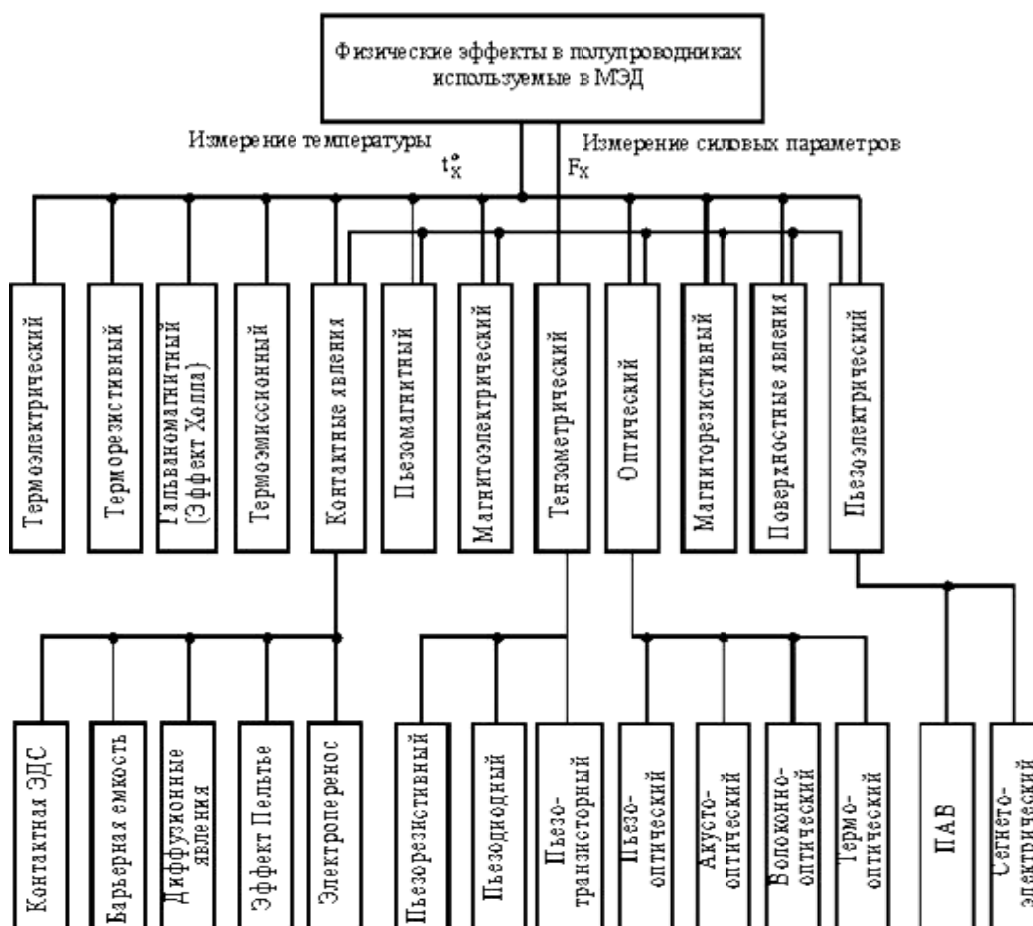 Физические эффекты в полупроводниках
используемые в МЭД
Измерение температуры
t°x
Измерение силовых параметров
Fx
Термоэлектрический
Терморезистивный
Гальваномагнитный
(Эффект Холла)
Термоэмиссионный
Контактные явления
Пьезомагнитный
Магнитоэлектрический
Тензометрический
Оптический
Магниторезистивный
Поверхностные явления
Пьезоэлектрический
Контактная ЭДС
Барьерная емкость
Диффузионные
явления
Эффект Пельтье
Электроперенос
Пьезорезистивный
Пьезодиодный
Пьезо-
транзисторный
Пьезо-
оптический
Акусто-
оптический
Волоконно-
оптический
Термо-
оптический
ПАВ
Сегнето-
электрический